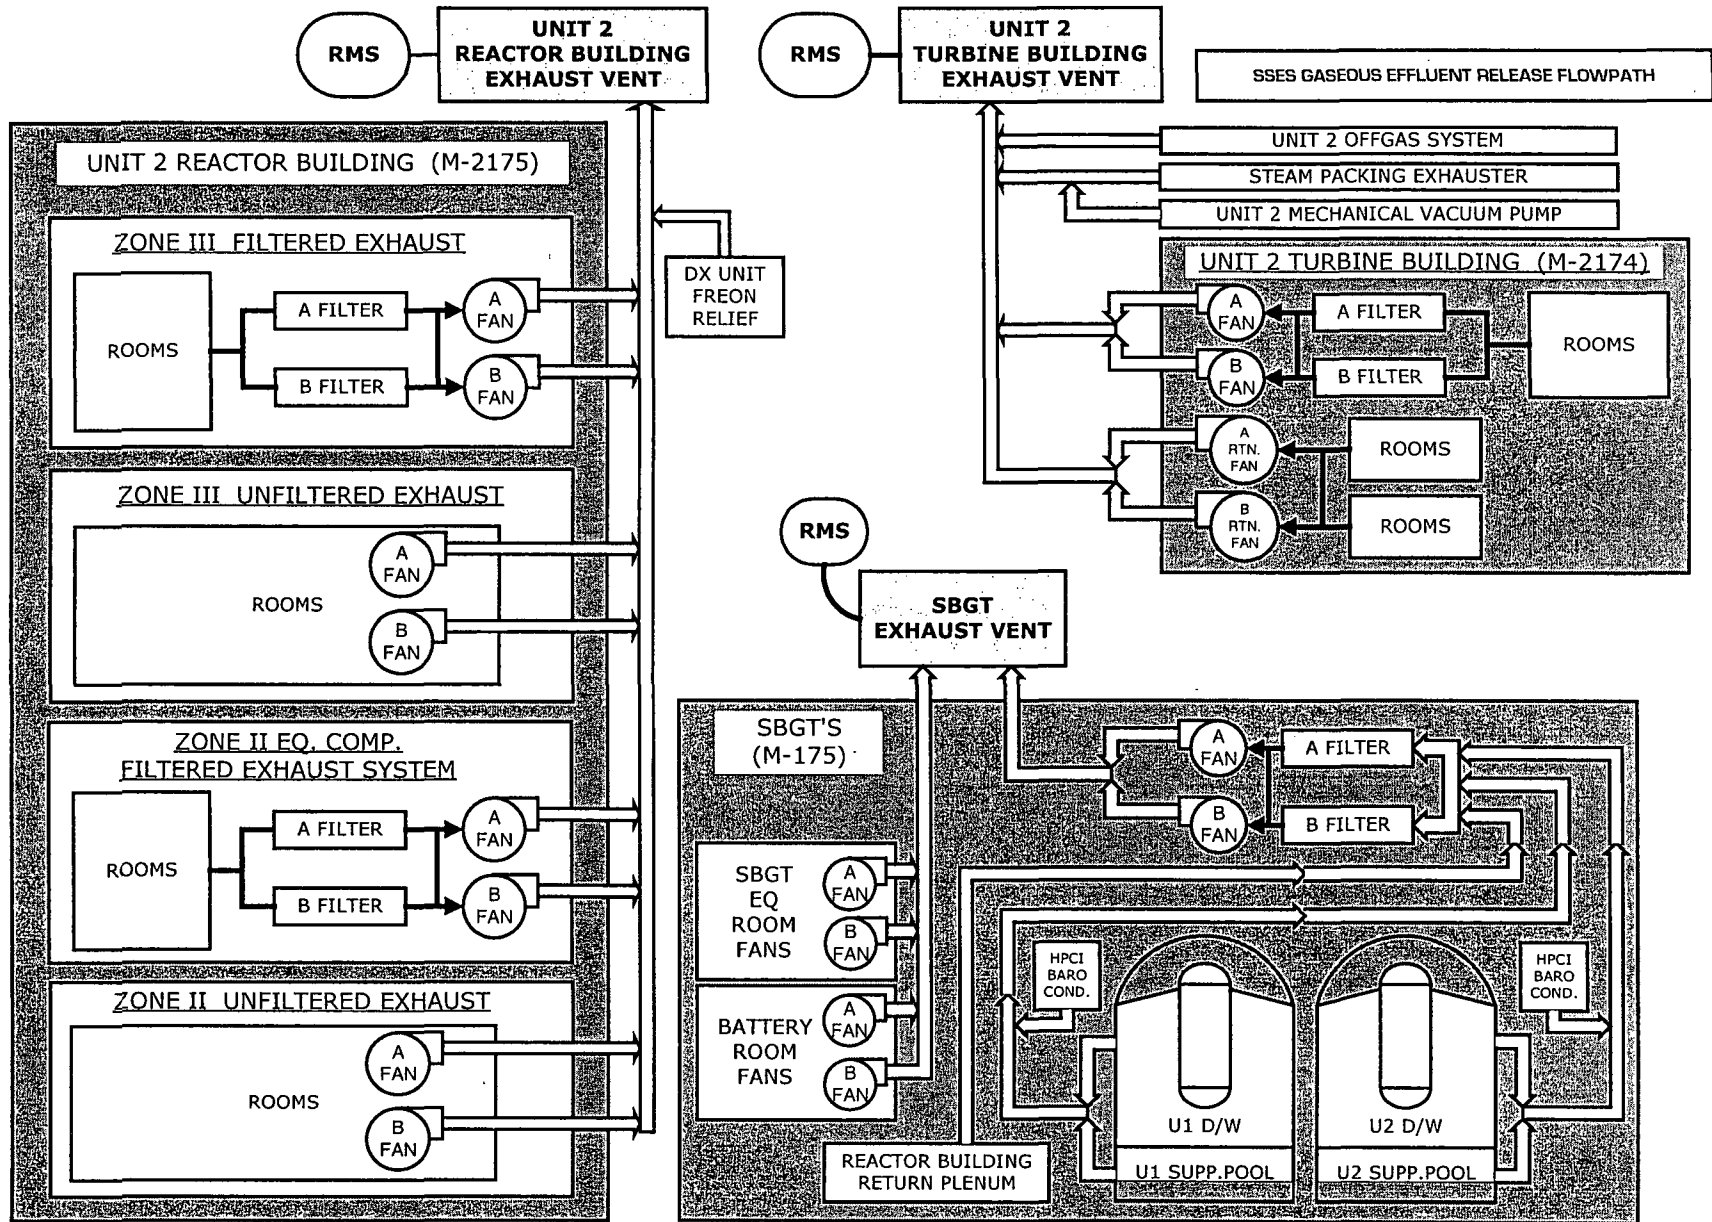 RMS
UNIT 2
REACTOR BUILDING
EXHAUST VENT
RMS
UNIT 2
TURBINE BUILDING
EXHAUST VENT
SSES GASEOUS EFFLUENT RELEASE FLOWPATH
UNIT 2 OFFGAS SYSTEM
STEAM PACKING EXHAUSTER
UNIT 2 MECHANICAL VACUUM PUMP
UNIT 2 REACTOR BUILDING (M-2175)
ZONE III FILTERED EXHAUST
ROOMS
A FILTER
B FILTER
A
FAN
B
FAN
DX UNIT
FREON
RELIEF
ZONE III UNFILTERED EXHAUST
ROOMS
A
FAN
B
FAN
ZONE II EQ. COMP.
FILTERED EXHAUST SYSTEM
ROOMS
A FILTER
B FILTER
A
FAN
B
FAN
ZONE II UNFILTERED EXHAUST
ROOMS
A
FAN
B
FAN
UNIT 2 TURBINE BUILDING (M-2174)
A
FAN
B
FAN
A FILTER
B FILTER
ROOMS
A
RTN.
FAN
B
RTN.
FAN
ROOMS
ROOMS
RMS
SBGT
EXHAUST VENT
SBGT'S
(M-175)
A
FAN
B
FAN
A FILTER
B FILTER
SBGT
EQ
ROOM
FANS
A
FAN
B
FAN
BATTERY
ROOM
FANS
A
FAN
B
FAN
HPCI
BARO
COND.
HPCI
BARO
COND.
U1 D/W
U1 SUPP.POOL
U2 D/W
U2 SUPP.POOL
REACTOR BUILDING
RETURN PLENUM